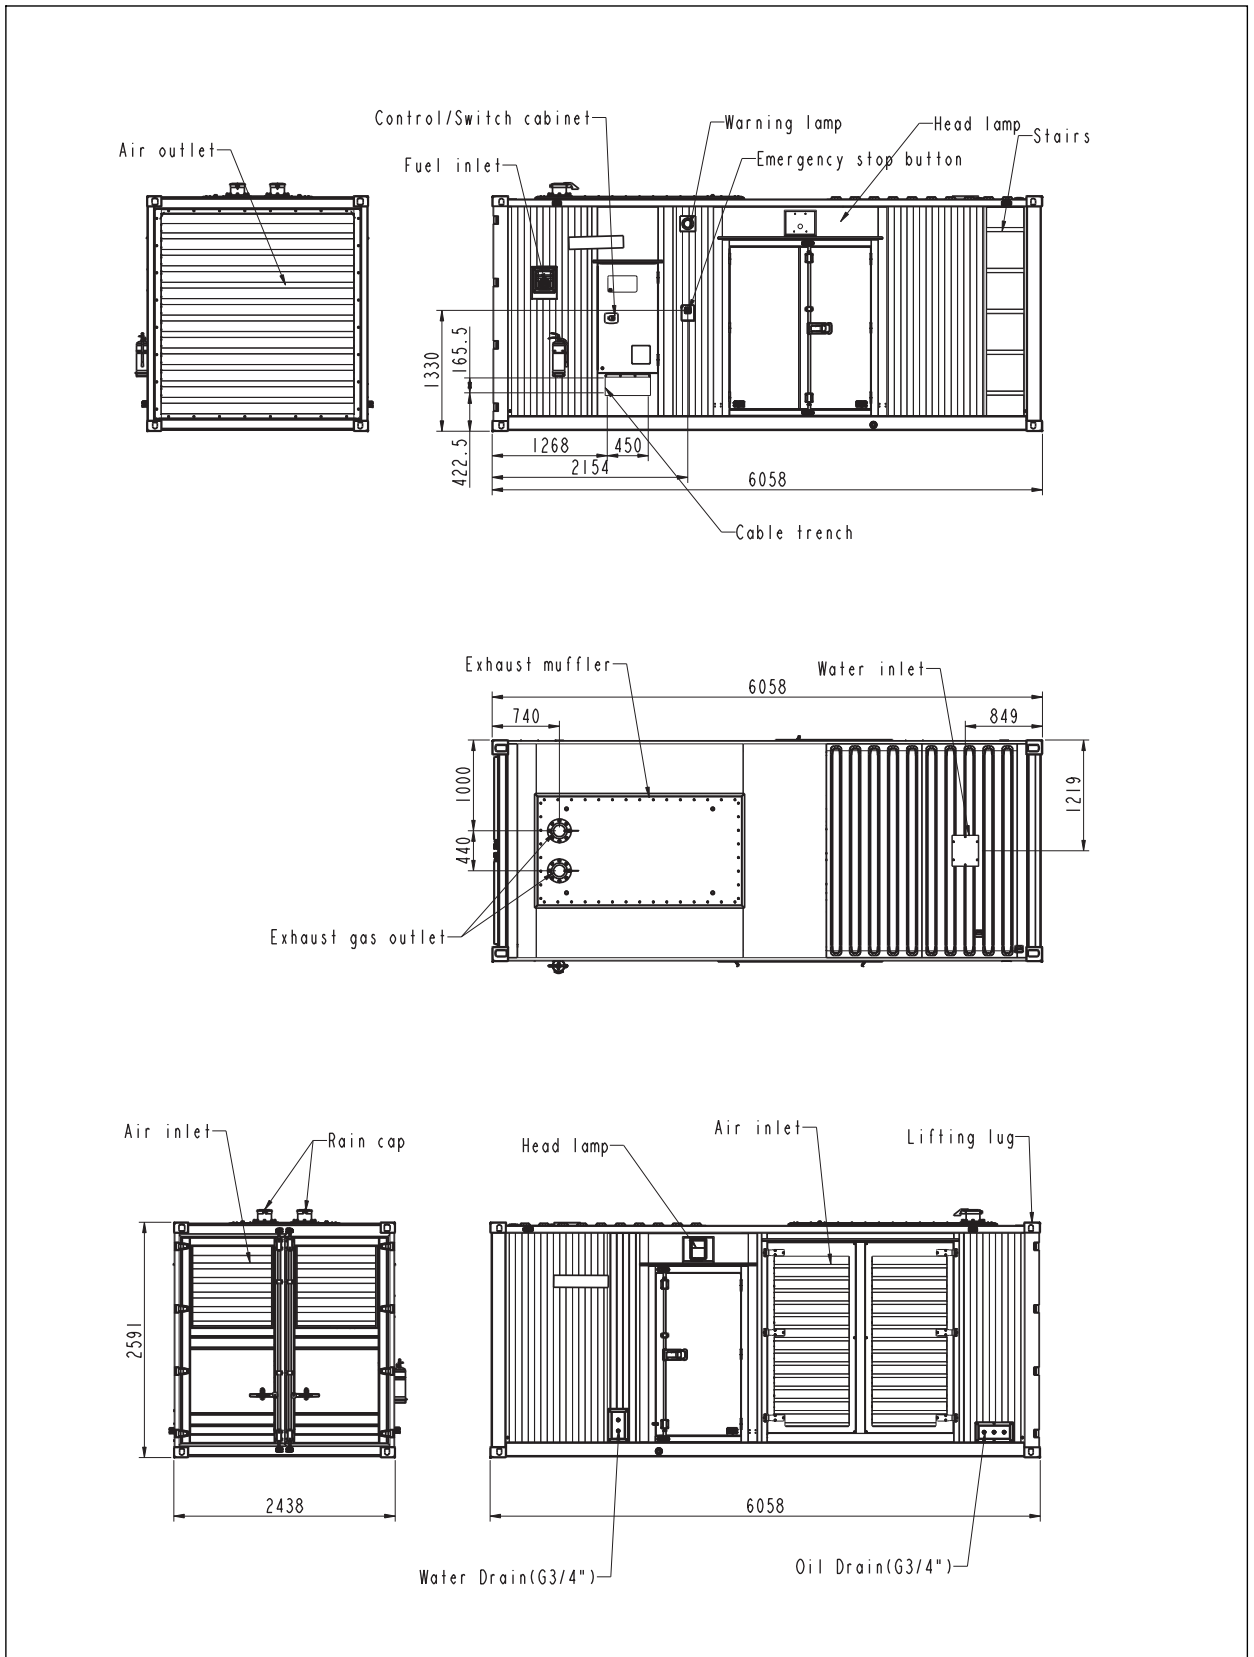 Control/Switch cabinet
Warning lamp
Head lamp
Stairs
Air outlet
Fuel inlet
Emergency stop button
1330
165.5
422.5
1268
450
2154
6058
Cable trench
Exhaust muffler
Water inlet
6058
740
849
1000
440
1219
Exhaust gas outlet
Air inlet
Rain cap
Head lamp
Air inlet
Lifting lug
2591
2438
6058
Water Drain(G3/4")
Oil Drain(G3/4")